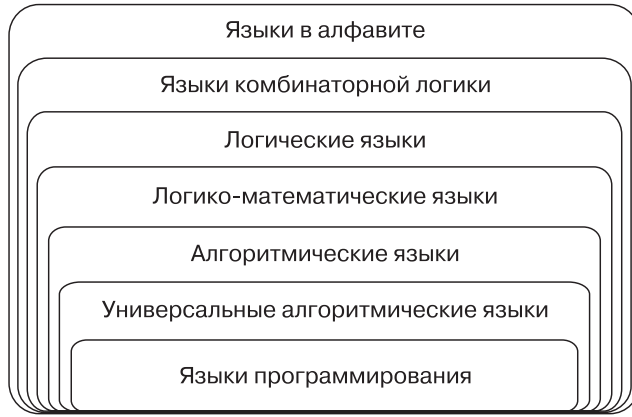 Языки в алфавите
Языки комбинаторной логики
Логические языки
Логико-математические языки
Алгоритмические языки
Универсальные алгоритмические языки
Языки программирования